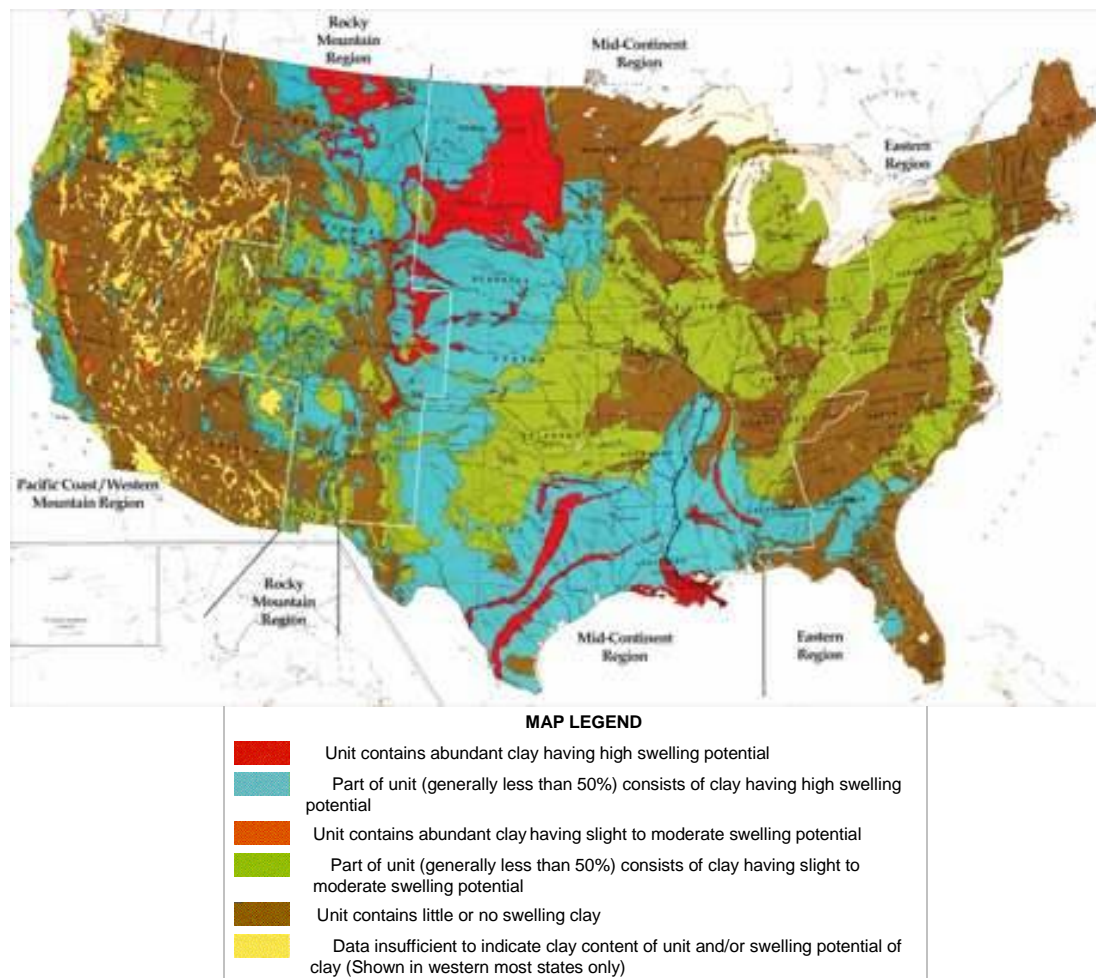 Rocky
Mountain
Region
Mid-Continent
Region
Eastern
Region
Pacific Coast/Western
Mountain Region
Rocky
Mountain
Region
Mid-Continent
Region
Eastern
Region
MAP LEGEND
Unit contains abundant clay having high swelling potential
Part of unit (generally less than 50%) consists of clay having high swelling
potential
Unit contains abundant clay having slight to moderate swelling potential
Part of unit (generally less than 50%) consists of clay having slight to
moderate swelling potential
Unit contains little or no swelling clay
Data insufficient to indicate clay content of unit and/or swelling potential of
clay (Shown in western most states only)